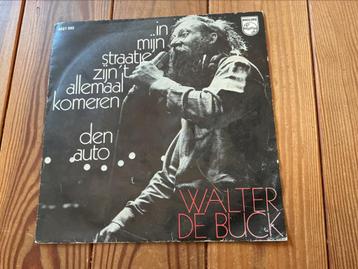 PHILIPS
in
mijn
straatje
zijn't
allemaal
komeren
den
auto......
WALTER
DE BUCK